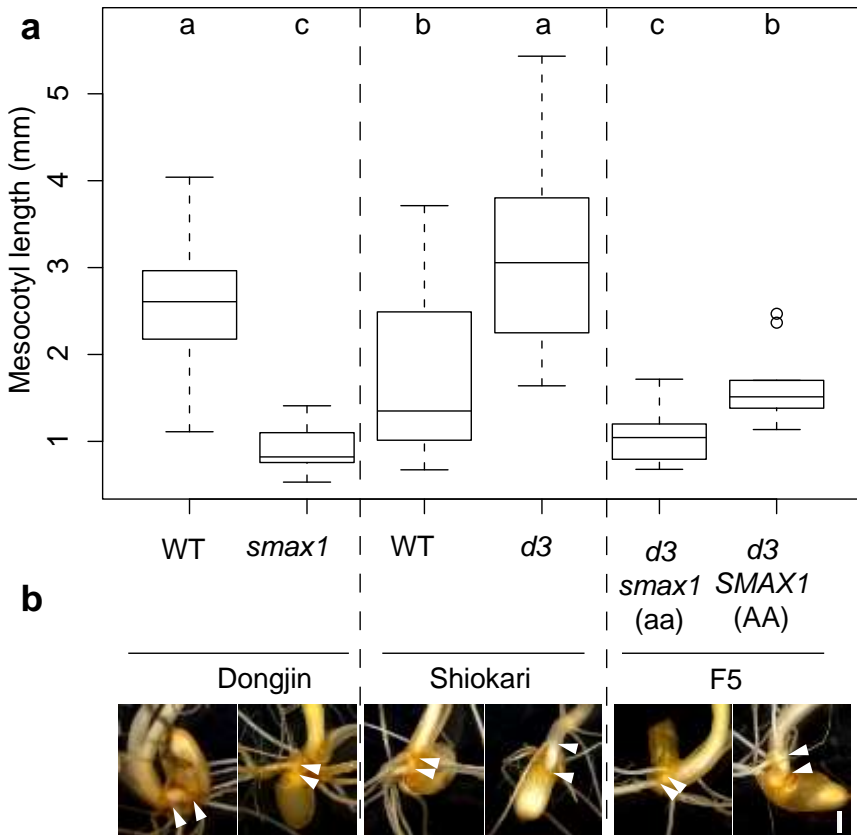 a
a c b a c b
Mesocotyl length (mm)
5
4
3
2
1
WT smax1 WT d3 d3 d3
smax1 SMAX1
(aa) (AA)
b
Dongjin Shiokari F5